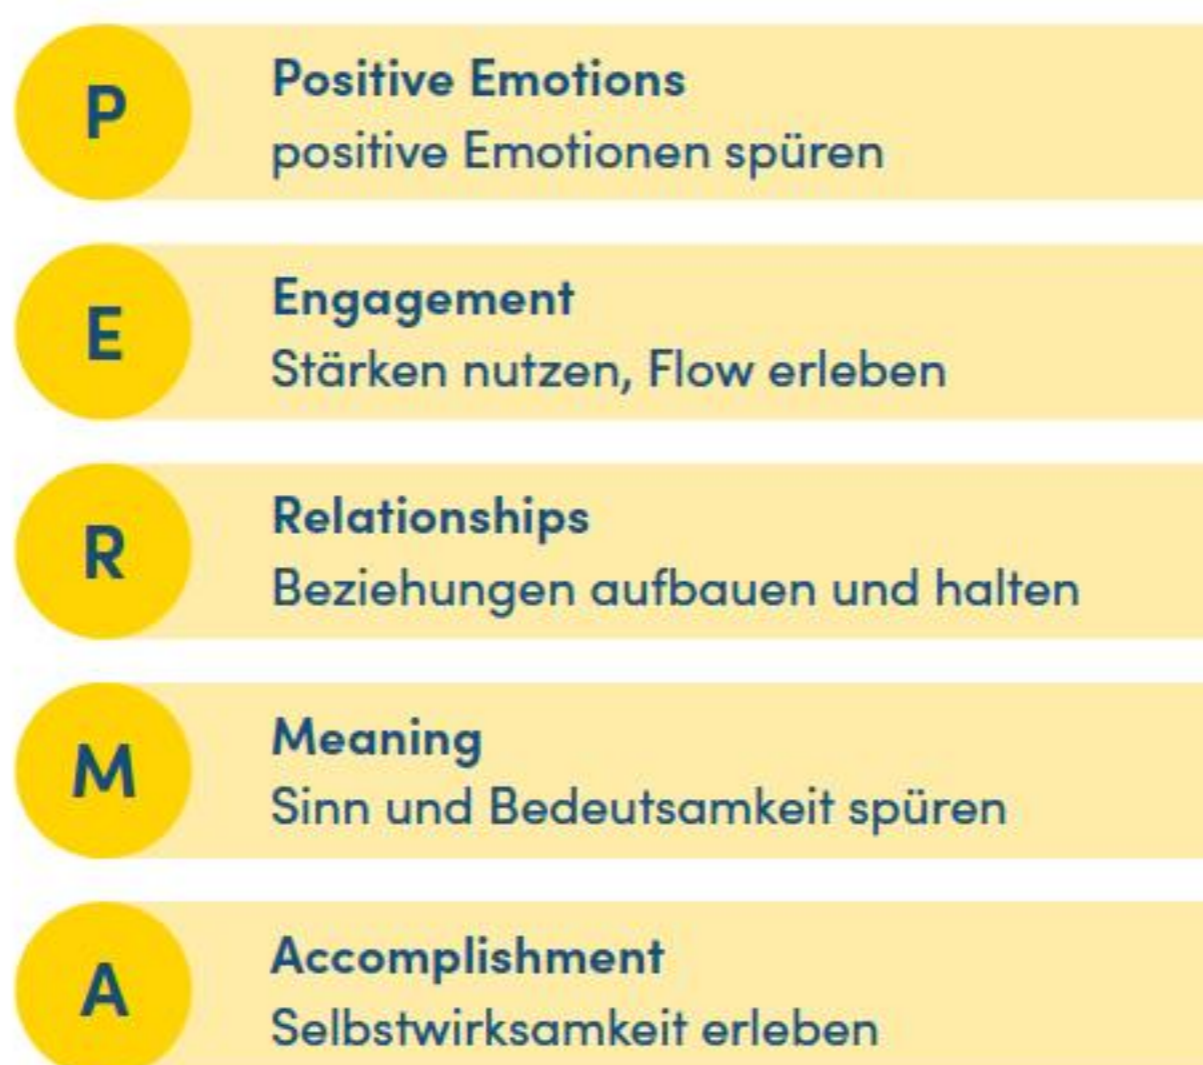 P
Positive Emotions
positive Emotionen spüren
E
Engagement
Stärken nutzen, Flow erleben
R
Relationships
Beziehungen aufbauen und halten
M
Meaning
Sinn und Bedeutsamkeit spüren
A
Accomplishment
Selbstwirksamkeit erleben